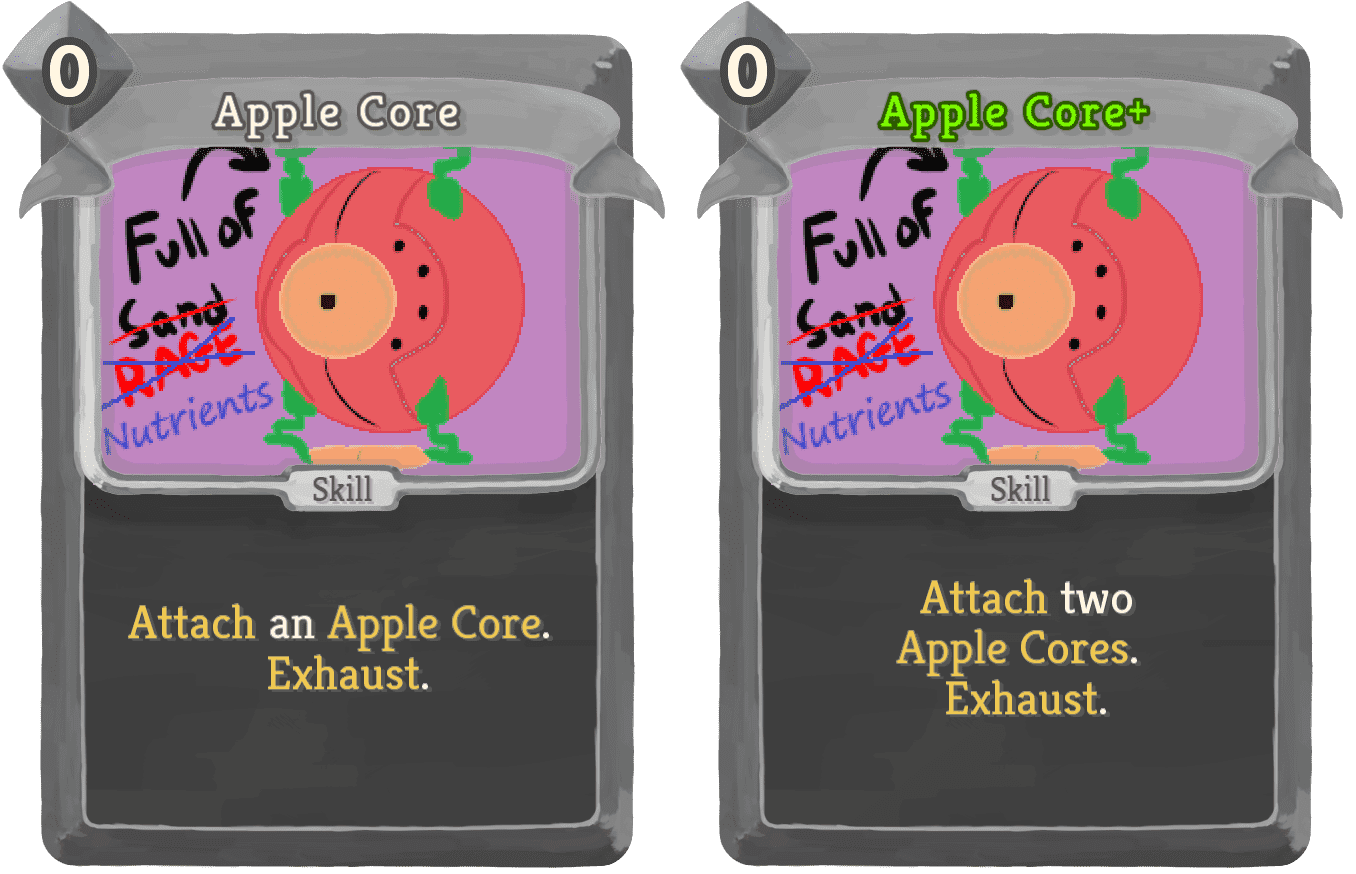 0
Apple Core
Full of
Sand
RAGE
Nutrients
Skill
Attach an Apple Core.
Exhaust.
0
Apple Core+
Full of
Sand
RAGE
Nutrients
Skill
Attach two
Apple Cores.
Exhaust.